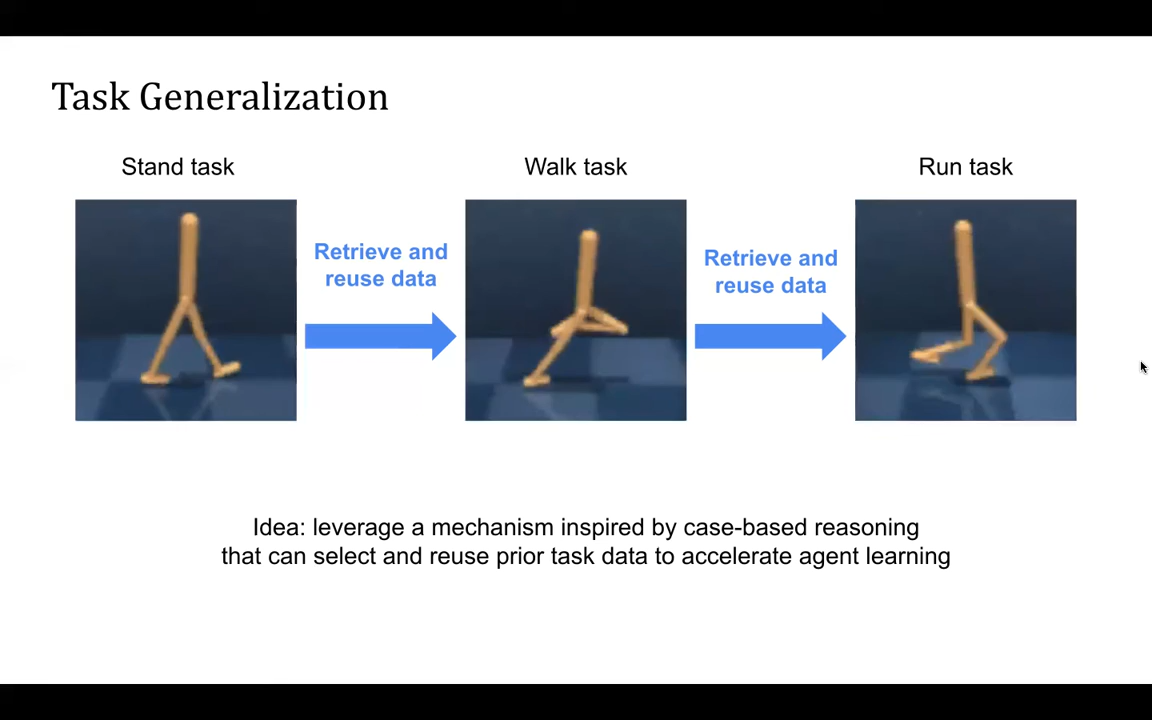 Task Generalization
Stand task
Walk task
Run task
Retrieve and
reuse data
Retrieve and
reuse data
Idea: leverage a mechanism inspired by case-based reasoning
that can select and reuse prior task data to accelerate agent learning